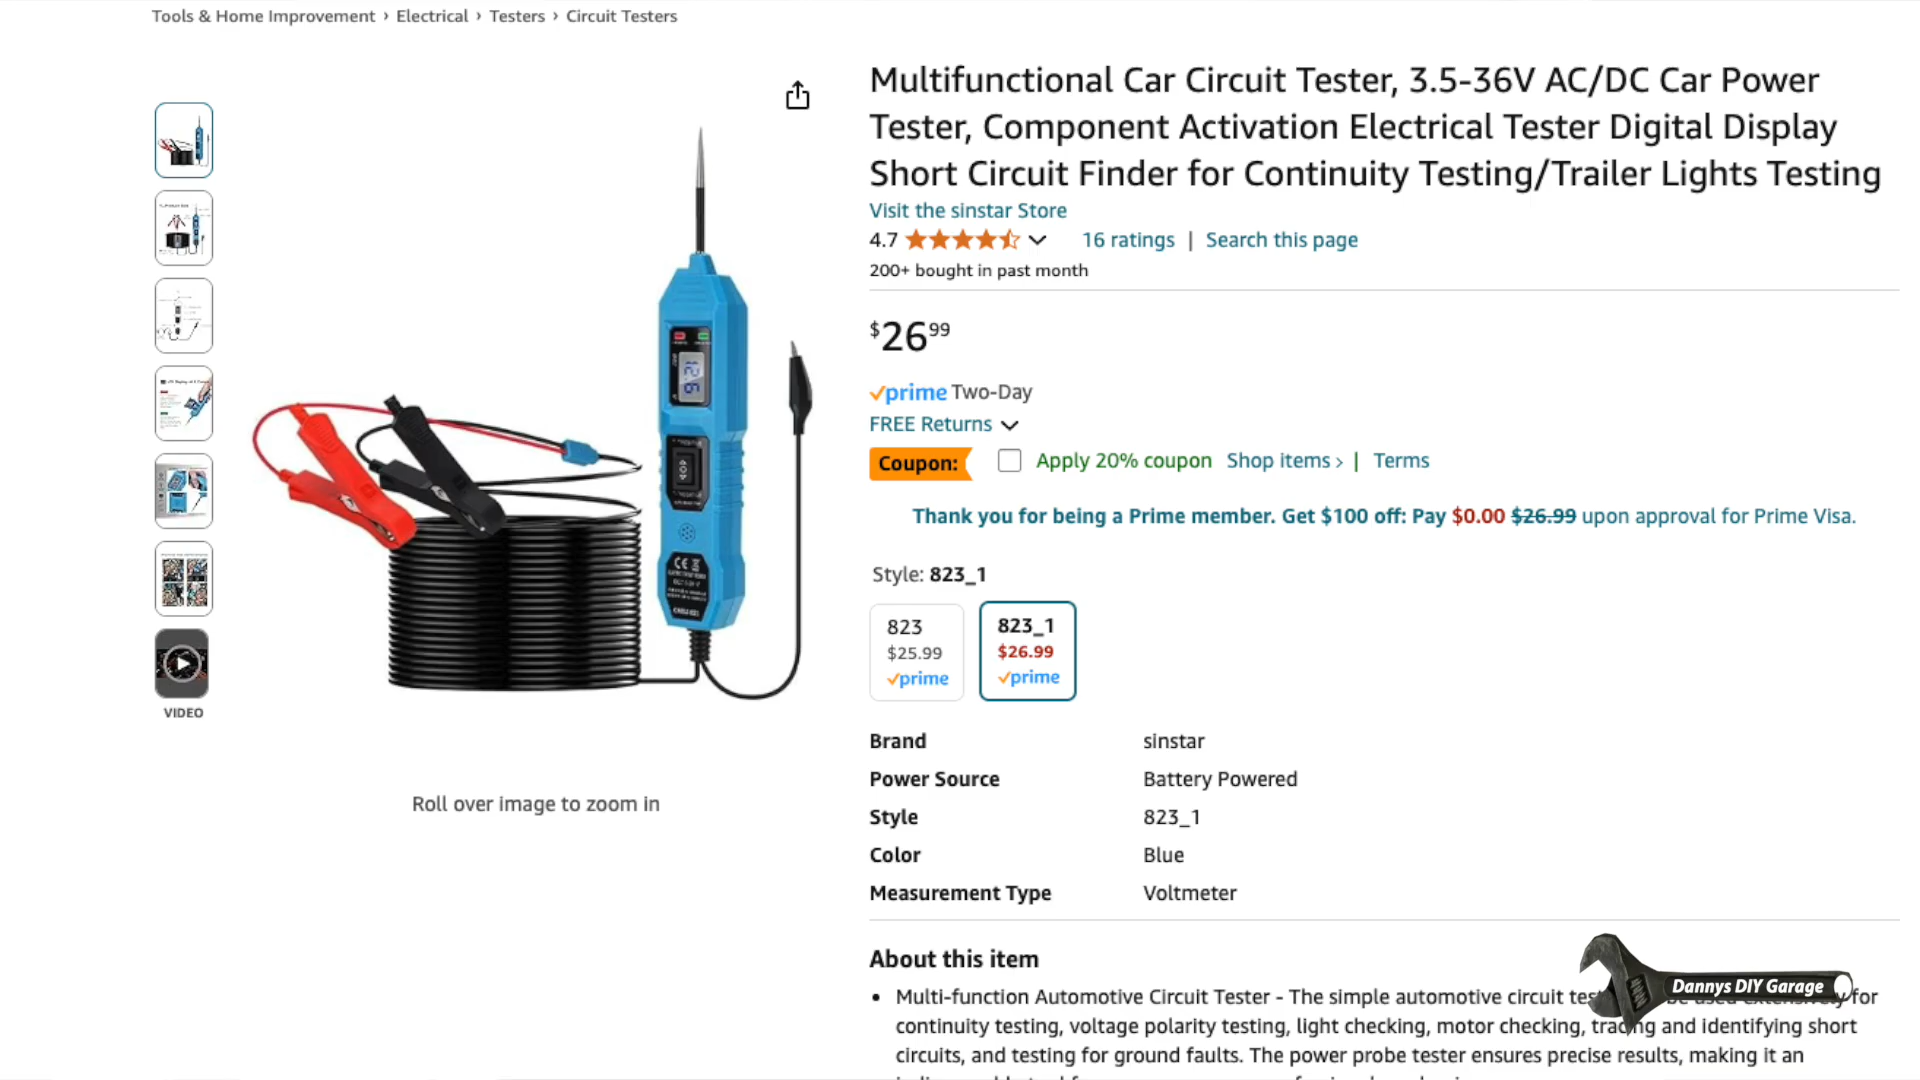 Tools & Home Improvement › Electrical › Testers › Circuit Testers
Multifunctional Car Circuit Tester, 3.5-36V AC/DC Car Power
Tester, Component Activation Electrical Tester Digital Display
Short Circuit Finder for Continuity Testing/Trailer Lights Testing
Visit the sinstar Store
4.7 16 ratings | Search this page
200+ bought in past month
$26.99
prime Two-Day
FREE Returns
Coupon: Apply 20% coupon Shop items › | Terms
Thank you for being a Prime member. Get $100 off: Pay $0.00 $26.99 upon approval for Prime Visa.
Style: 823_1
823 823_1
$25.99 $26.99
prime prime
VIDEO
Roll over image to zoom in
12.6
CE
Brand sinstar
Power Source Battery Powered
Style 823_1
Color Blue
Measurement Type Voltmeter
About this item
• Multi-function Automotive Circuit Tester - The simple automotive circuit for
continuity testing, voltage polarity testing, light checking, motor checking, tracing and identifying short
circuits, and testing for ground faults. The power probe tester ensures precise results, making it an
Dannys DIY Garage